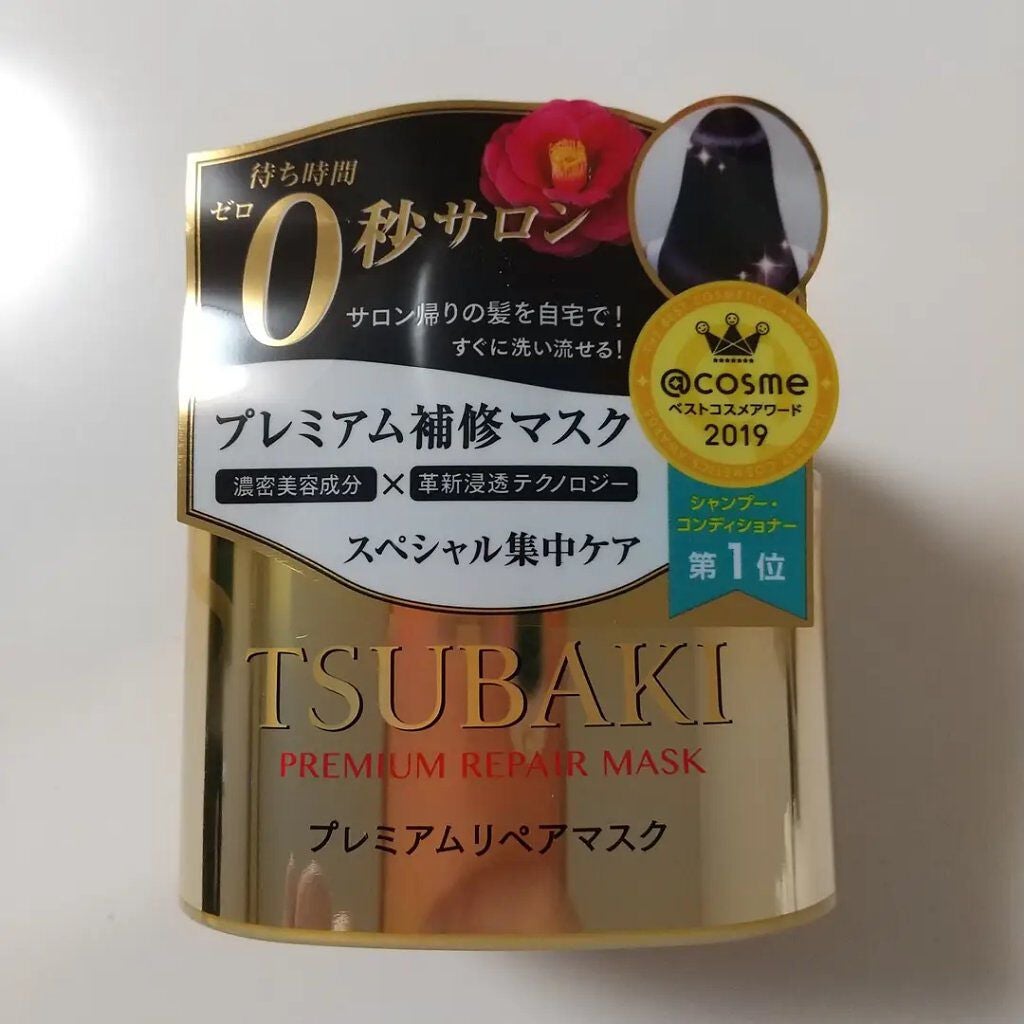 待ち時間
ゼロ
0秒サロン
サロン帰りの髪を自宅で!
すぐに洗い流せる!
プレミアム補修マスク
濃密美容成分×革新浸透テクノロジー
スペシャル集中ケア
@cosme
ベストコスメアワード
2019
シャンプー・
コンディショナー
第1位
TSUBAKI
PREMIUM REPAIR MASK
プレミアムリペアマスク